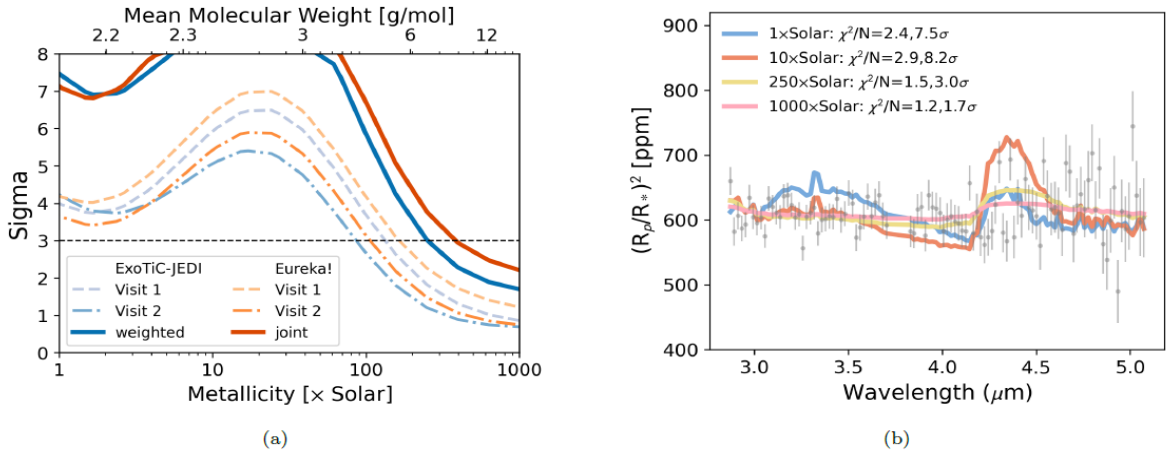 Mean Molecular Weight [g/mol]
2.2 2.3 3 6 12
8
7
6
5
4
3
2
1
0
Sigma
ExoTiC-JEDI Eureka!
Visit 1 Visit 1
Visit 2 Visit 2
weighted joint
1 10 100 1000
Metallicity [× Solar]
(a)
900
800
700
600
500
400
(Rₚ/R*)² [ppm]
1×Solar: χ²/N=2.4,7.5σ
10×Solar: χ²/N=2.9,8.2σ
250×Solar: χ²/N=1.5,3.0σ
1000×Solar: χ²/N=1.2,1.7σ
3.0 3.5 4.0 4.5 5.0
Wavelength (μm)
(b)